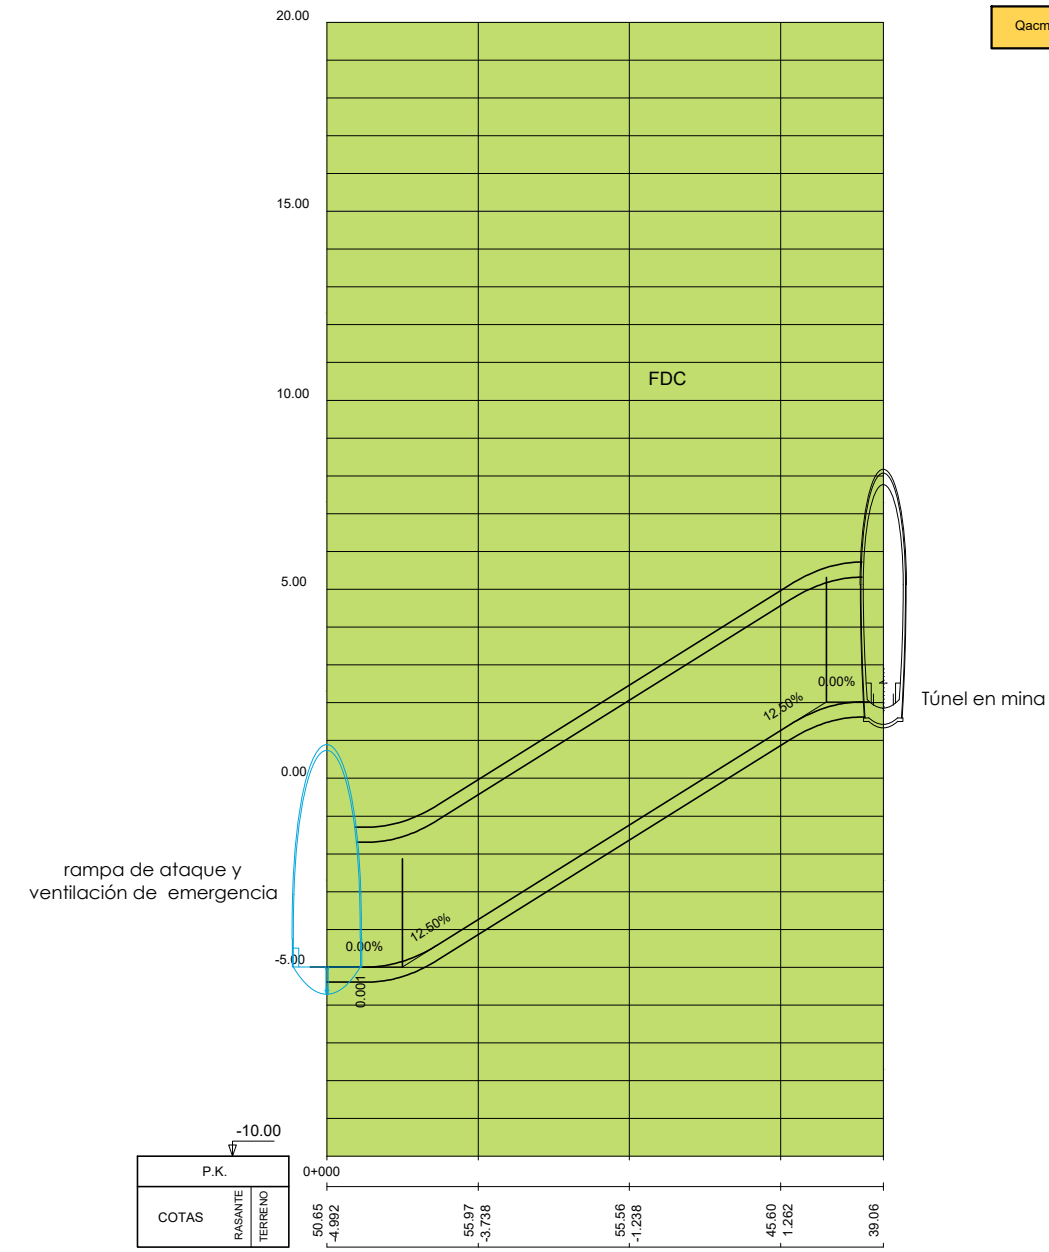 20.00
Qacm
15.00
10.00
FDC
5.00
0.00%
12.50%
Túnel en mina
0.00
rampa de ataque y
ventilación de emergencia
12.50%
0.00%
-5.00
0.001
-10.00
P.K.
0+000
COTAS
RASANTE
TERRENO
50.65
-4.992
55.97
-3.738
55.56
-1.238
45.60
1.262
39.06